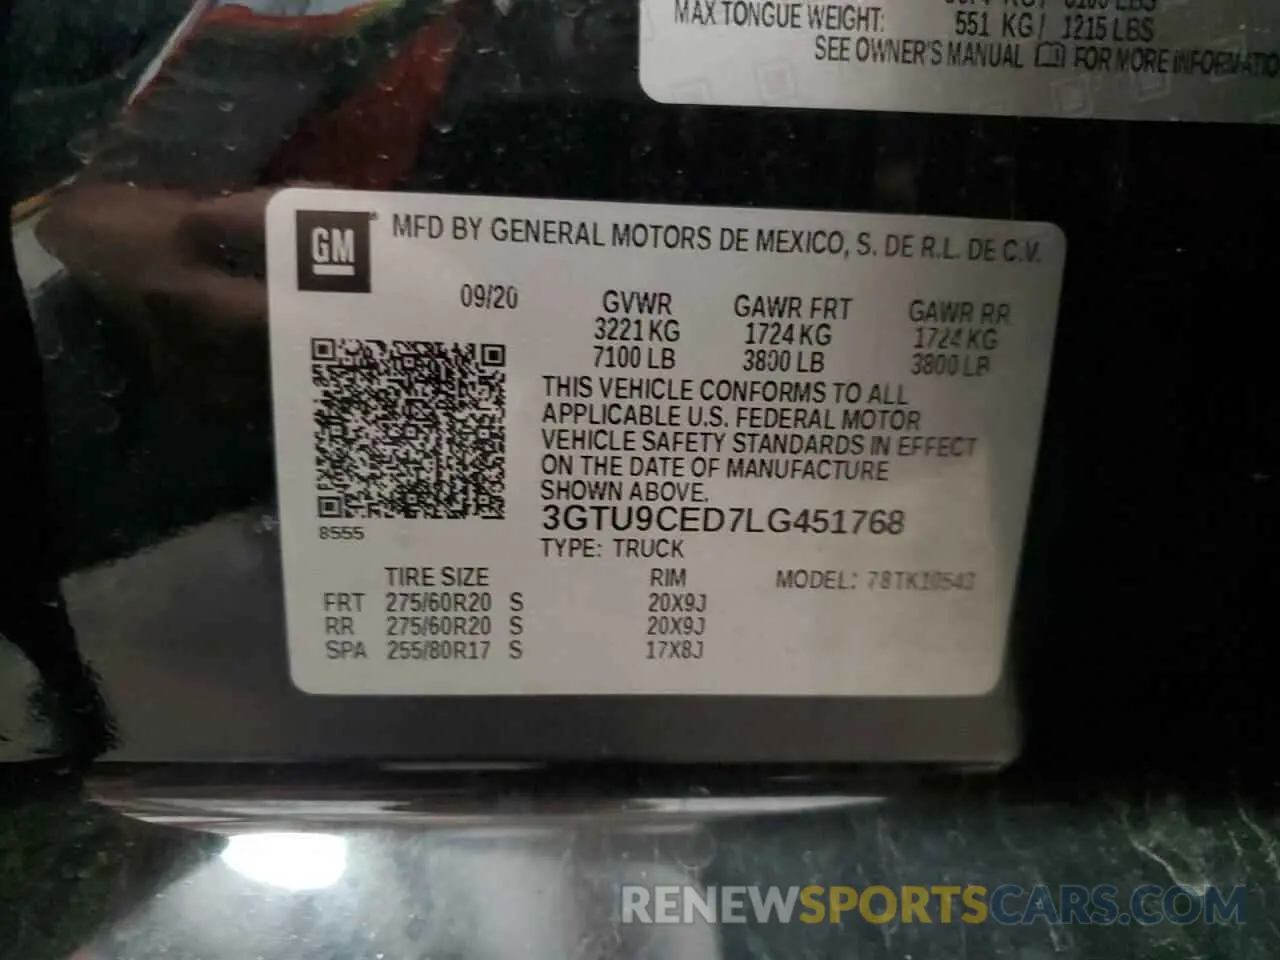 MAX TONGUE WEIGHT: 551 KG / 1215 LBS
SEE OWNER'S MANUAL FOR MORE INFORMATIO
GM
MFD BY GENERAL MOTORS DE MEXICO, S. DE R.L. DE C.V.
09/20 GVWR GAWR FRT GAWR RR
3221 KG 1724 KG 1724 KG
7100 LB 3800 LB 3800 LB
THIS VEHICLE CONFORMS TO ALL
APPLICABLE U.S. FEDERAL MOTOR
VEHICLE SAFETY STANDARDS IN EFFECT
ON THE DATE OF MANUFACTURE
SHOWN ABOVE.
3GTU9CED7LG451768
8555
TYPE: TRUCK
TIRE SIZE RIM MODEL: 78TK10543
FRT 275/60R20 S 20X9J
RR 275/60R20 S 20X9J
SPA 255/80R17 S 17X8J
RENEWSPORTSCARS.COM